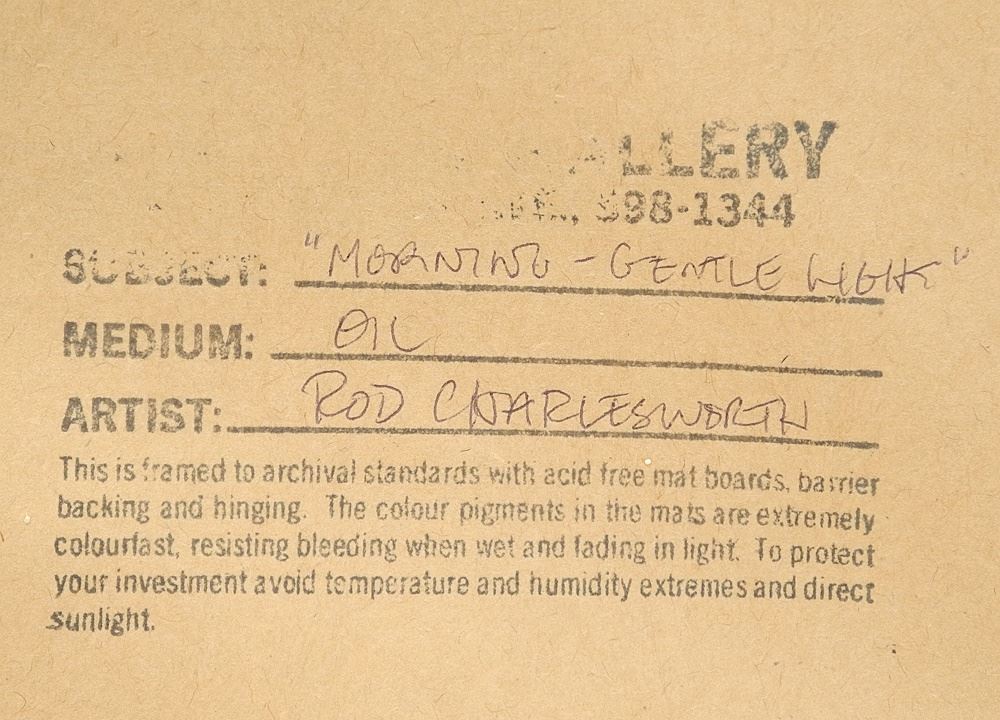 ALLERY
98-1344
SUBJECT: "MORNING - GENTLE LIGHT"
MEDIUM: OIL
ARTIST: ROD CHARLESWORTH
This is framed to archival standards with acid free mat boards, barrier
backing and hinging. The colour pigments in the mats are extremely
colourfast, resisting bleeding when wet and fading in light. To protect
your investment avoid temperature and humidity extremes and direct
sunlight.